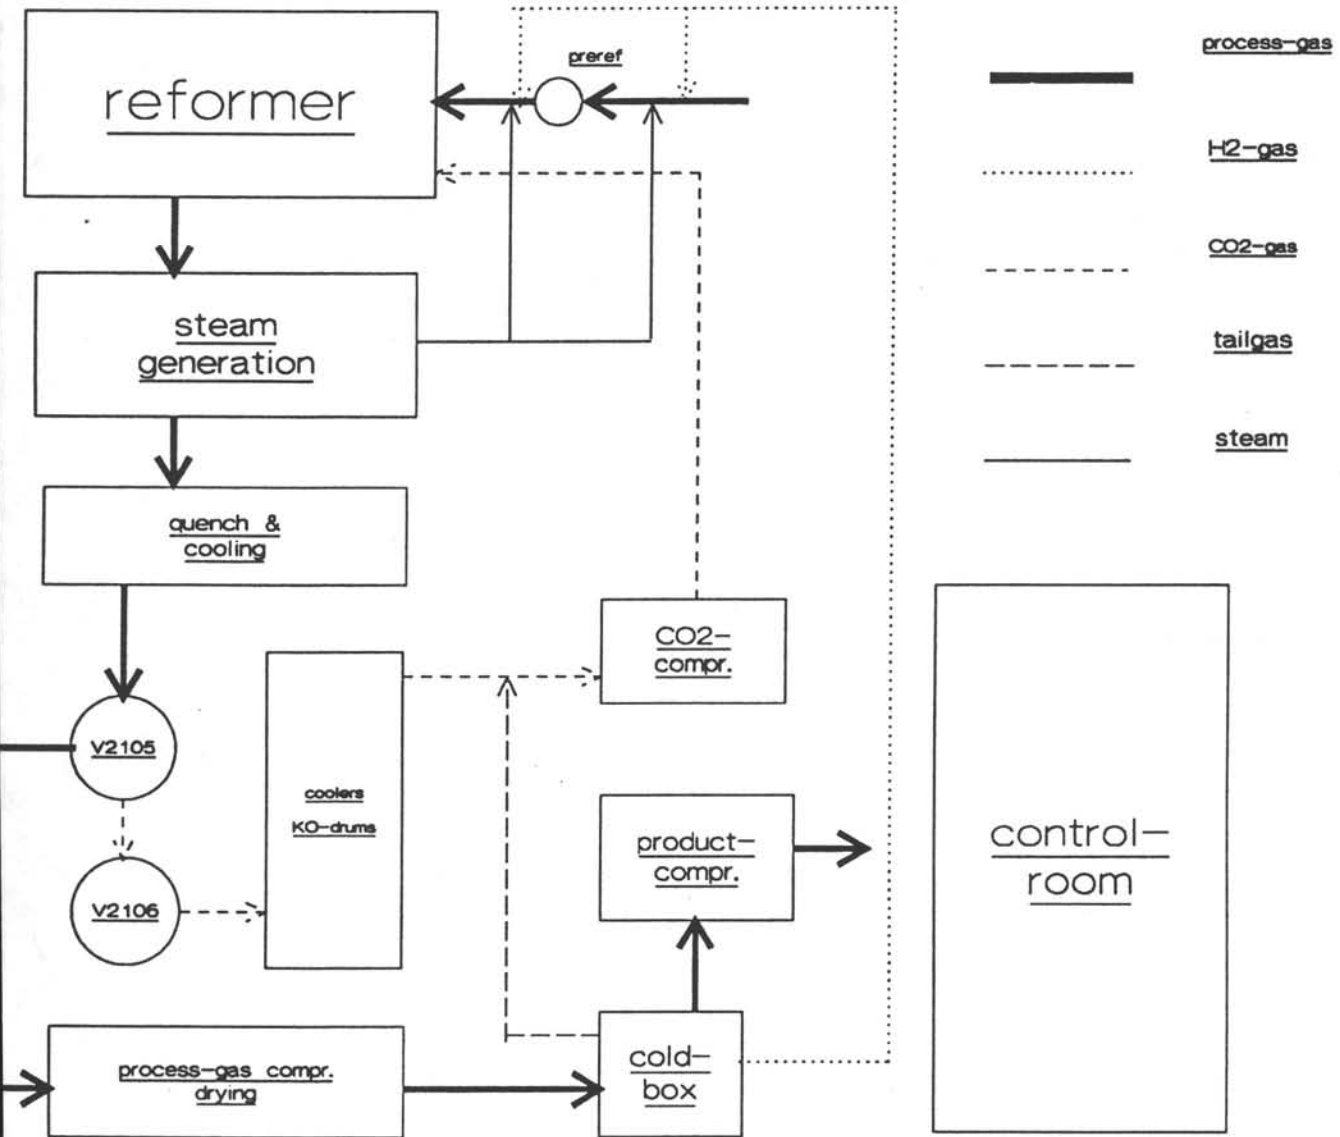 process-gas
preref
reformer
H2-gas
CO2-gas
steam
generation
tailgas
steam
quench &
cooling
CO2-
compr.
V2105
coolers
KO-drums
product-
compr.
control-
room
V2106
cold-
box
process-gas compr.
drying